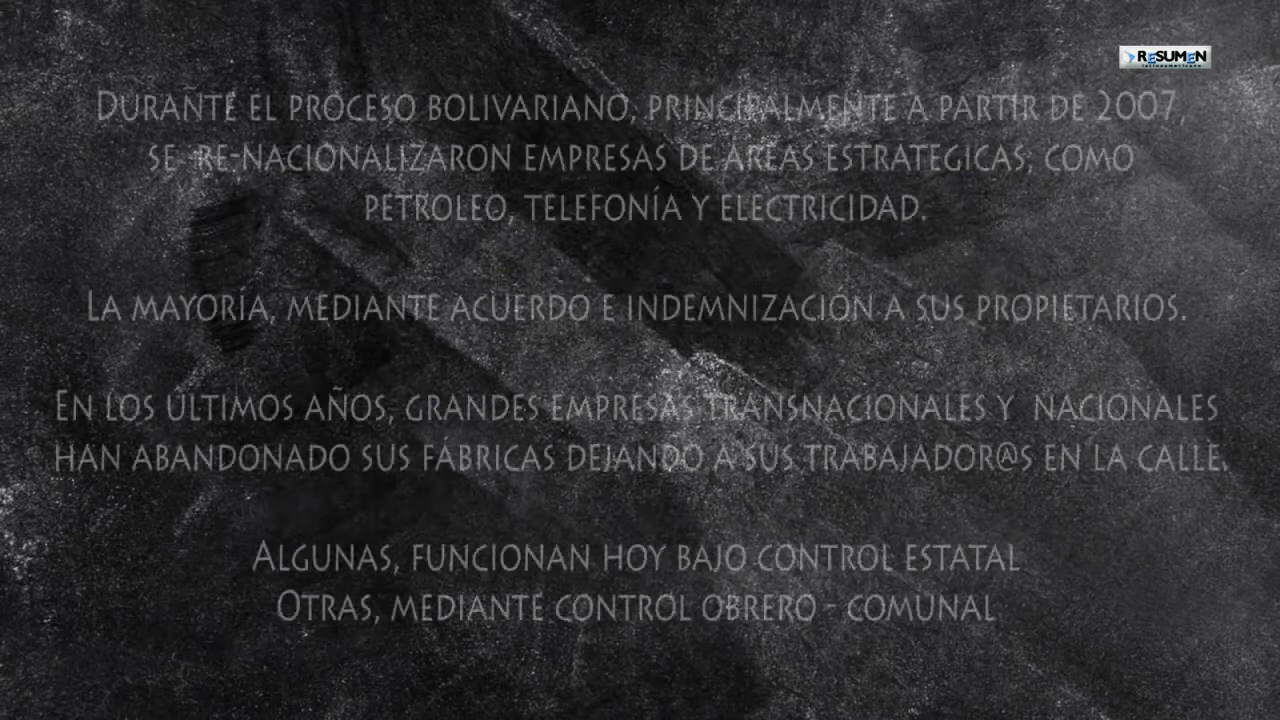 RESUMEN
latinoamericano
DURANTE EL PROCESO BOLIVARIANO, PRINCIPALMENTE A PARTIR DE 2007,
SE RE-NACIONALIZARON EMPRESAS DE ÁREAS ESTRATEGICAS, COMO
PETROLEO, TELEFONÍA Y ELECTRICIDAD.
LA MAYORÍA, MEDIANTE ACUERDO E INDEMNIZACIÓN A SUS PROPIETARIOS.
EN LOS ÚLTIMOS AÑOS, GRANDES EMPRESAS TRANSNACIONALES Y NACIONALES
HAN ABANDONADO SUS FÁBRICAS DEJANDO A SUS TRABAJADOR@S EN LA CALLE.
ALGUNAS, FUNCIONAN HOY BAJO CONTROL ESTATAL
OTRAS, MEDIANTE CONTROL OBRERO - COMUNAL